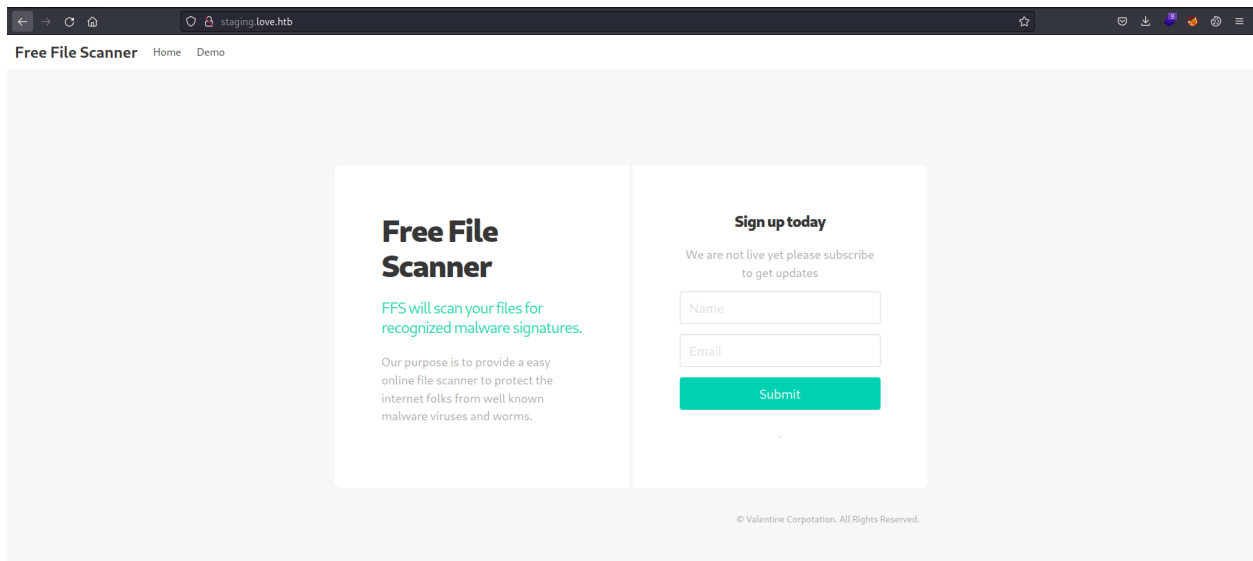 staging.love.htb
9
Free File Scanner Home Demo
Free File
Scanner
FFS will scan your files for
recognized malware signatures.
Our purpose is to provide a easy
online file scanner to protect the
internet folks from well known
malware viruses and worms.
Sign up today
We are not live yet please subscribe
to get updates
Name
Email
Submit
.
© Valentine Corpotation. All Rights Reserved.